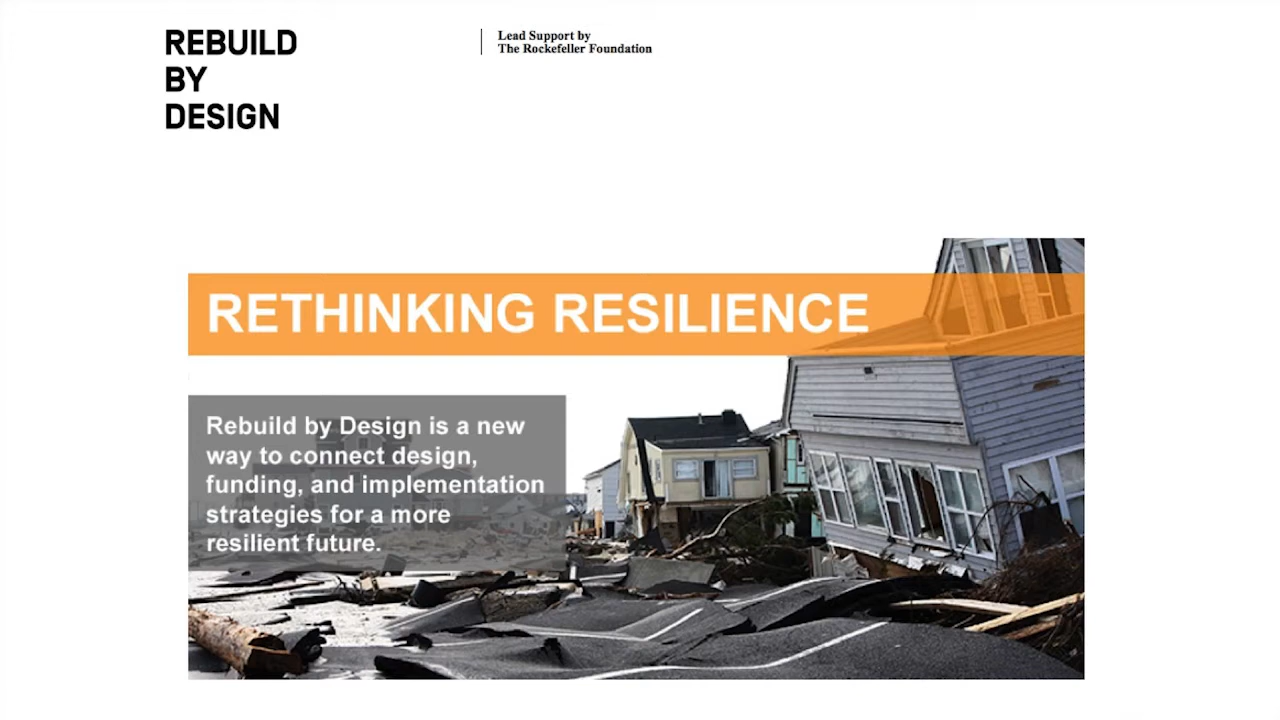 REBUILD
BY
DESIGN
Lead Support by
The Rockefeller Foundation
RETHINKING RESILIENCE
Rebuild by Design is a new
way to connect design,
funding, and implementation
strategies for a more
resilient future.